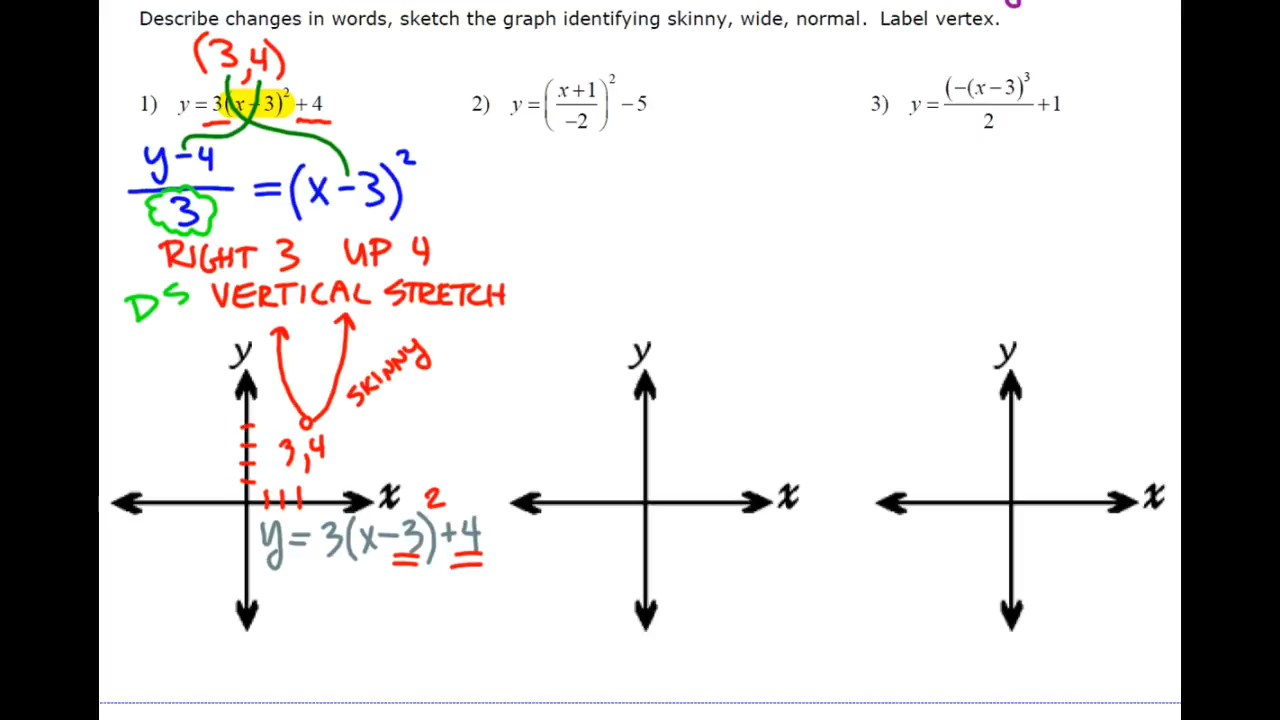 Describe changes in words, sketch the graph identifying skinny, wide, normal. Label vertex.
(3,4)
1) y = 3(x − 3)² + 4
2) y = ((x + 1)/−2)² − 5
3) y = (−(x − 3)³/2 + 1
(y − 4)/3 = (x − 3)²
RIGHT 3 UP 4
DS VERTICAL STRETCH
SKINNY
y
3,4
x
y = 3(x − 3)² + 4
y
x
y
x